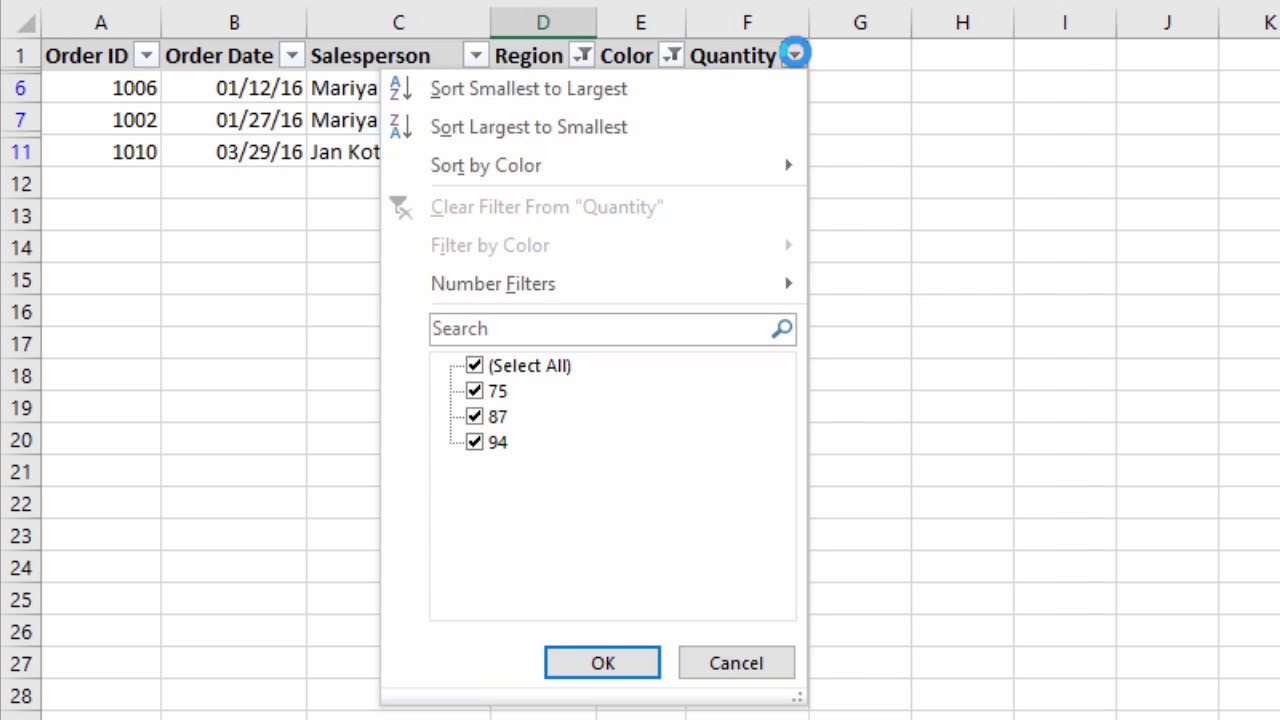 A B C D E F G H I J K
1 Order ID Order Date Salesperson Region Color Quantity
6 1006 01/12/16 Mariya
7 1002 01/27/16 Mariya
11 1010 03/29/16 Jan Kot
12
13
14
15
16
17
18
19
20
21
22
23
24
25
26
27
28
Sort Smallest to Largest
Sort Largest to Smallest
Sort by Color
Clear Filter From "Quantity"
Filter by Color
Number Filters
Search
(Select All)
75
87
94
OK Cancel